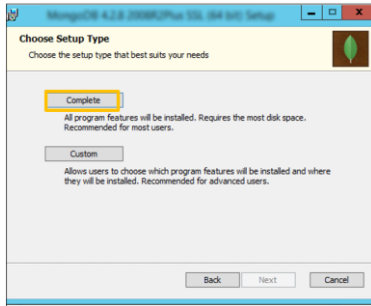 MongoDB 4.2.8 2008R2Plus SSL (64 bit) Setup
Choose Setup Type
Choose the setup type that best suits your needs
Complete
All program features will be installed. Requires the most disk space.
Recommended for most users.
Custom
Allows users to choose which program features will be installed and where
they will be installed. Recommended for advanced users.
Back
Next
Cancel